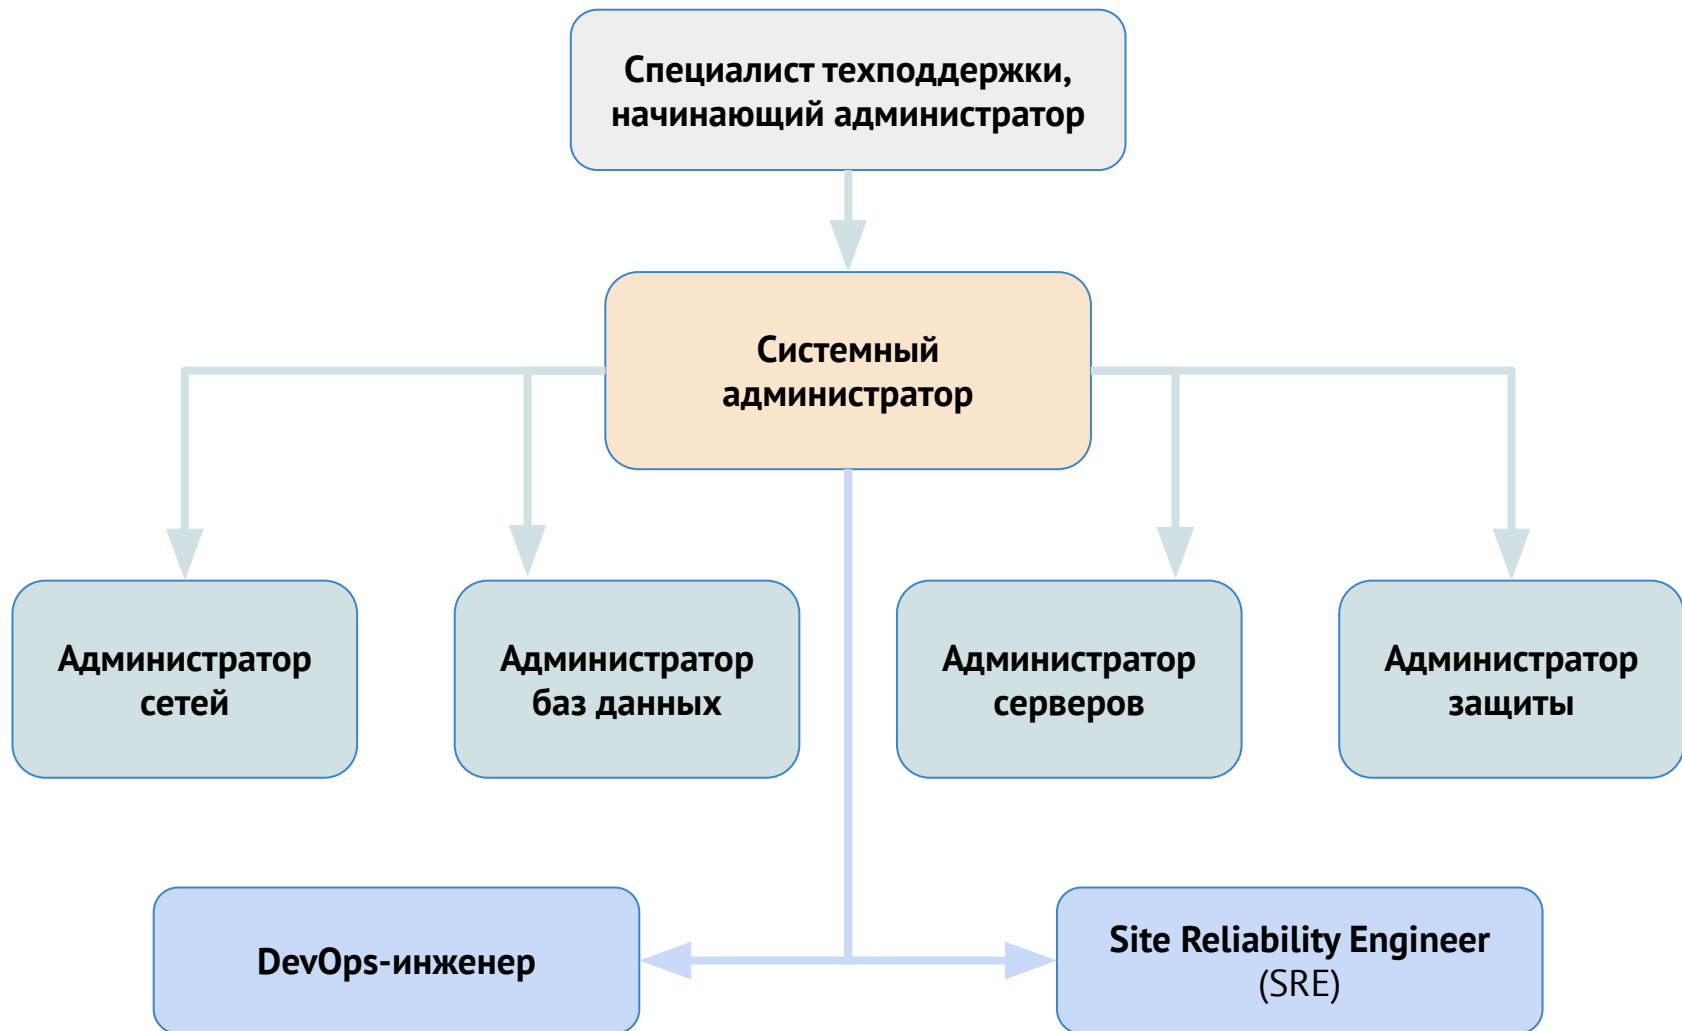 Специалист техподдержки,
начинающий администратор
Системный
администратор
Администратор
сетей
Администратор
баз данных
Администратор
серверов
Администратор
защиты
DevOps-инженер
Site Reliability Engineer
(SRE)